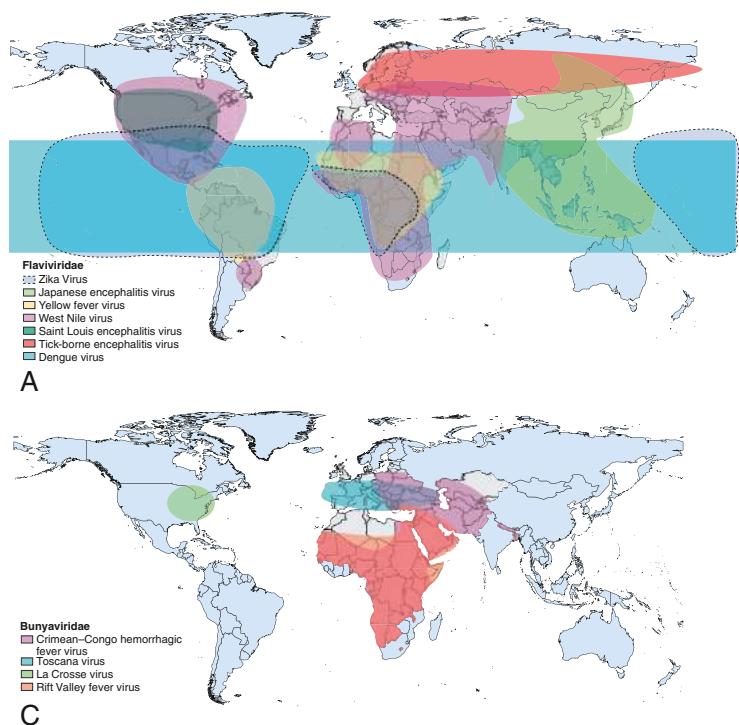 Flaviviridae
Zika Virus
Japanese encephalitis virus
Yellow fever virus
West Nile virus
Saint Louis encephalitis virus
Tick-borne encephalitis virus
Dengue virus
A
Bunyaviridae
Crimean–Congo hemorrhagic
fever virus
Toscana virus
La Crosse virus
Rift Valley fever virus
C